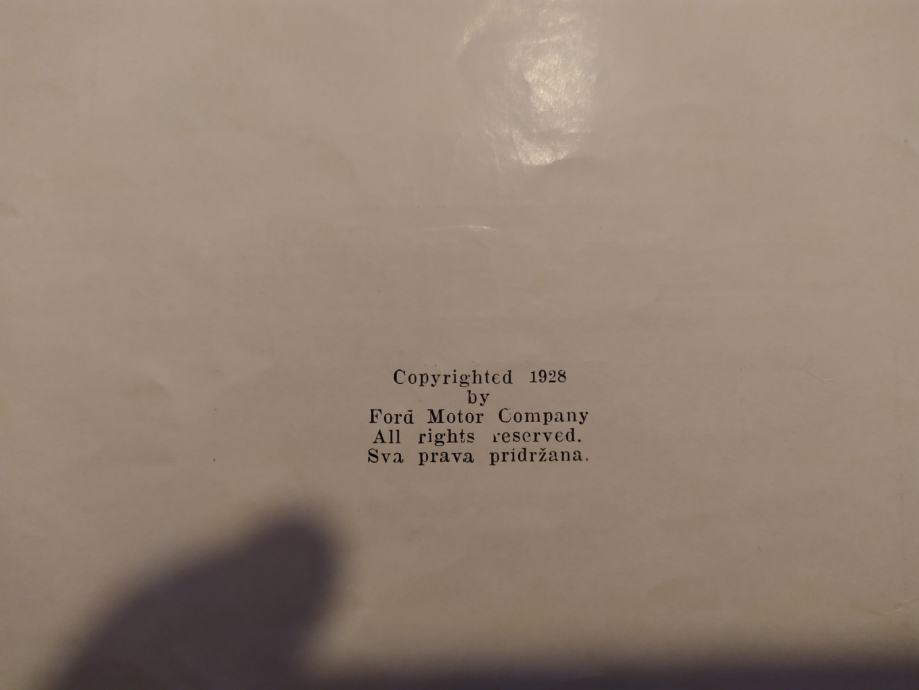 Copyrighted 1928
by
Ford Motor Company
All rights reserved.
Sva prava pridržana.